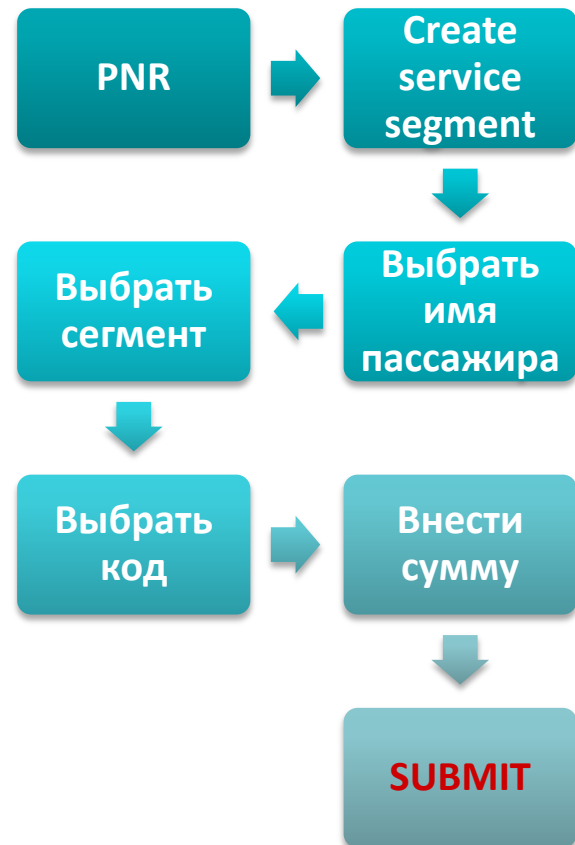 PNR
Create
service
segment
Выбрать
имя
пассажира
Выбрать
сегмент
Выбрать
код
Внести
сумму
SUBMIT